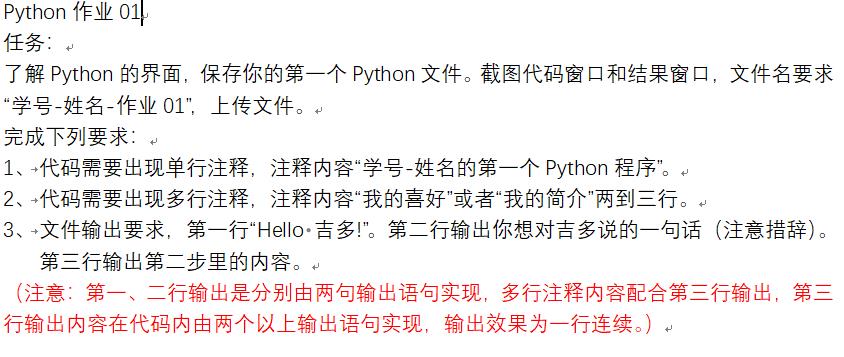 Python 作业 01
任务：
了解 Python 的界面，保存你的第一个 Python 文件。截图代码窗口和结果窗口，文件名要求
“学号-姓名-作业 01”，上传文件。
完成下列要求：
1、代码需要出现单行注释，注释内容“学号-姓名的第一个 Python 程序”。
2、代码需要出现多行注释，注释内容“我的喜好”或者“我的简介”两到三行。
3、文件输出要求，第一行“Hello 吉多!”。第二行输出你想对吉多说的一句话（注意措辞）。
第三行输出第二步里的内容。
（注意：第一、二行输出是分别由两句输出语句实现，多行注释内容配合第三行输出，第三
行输出内容在代码内由两个以上输出语句实现，输出效果为一行连续。）